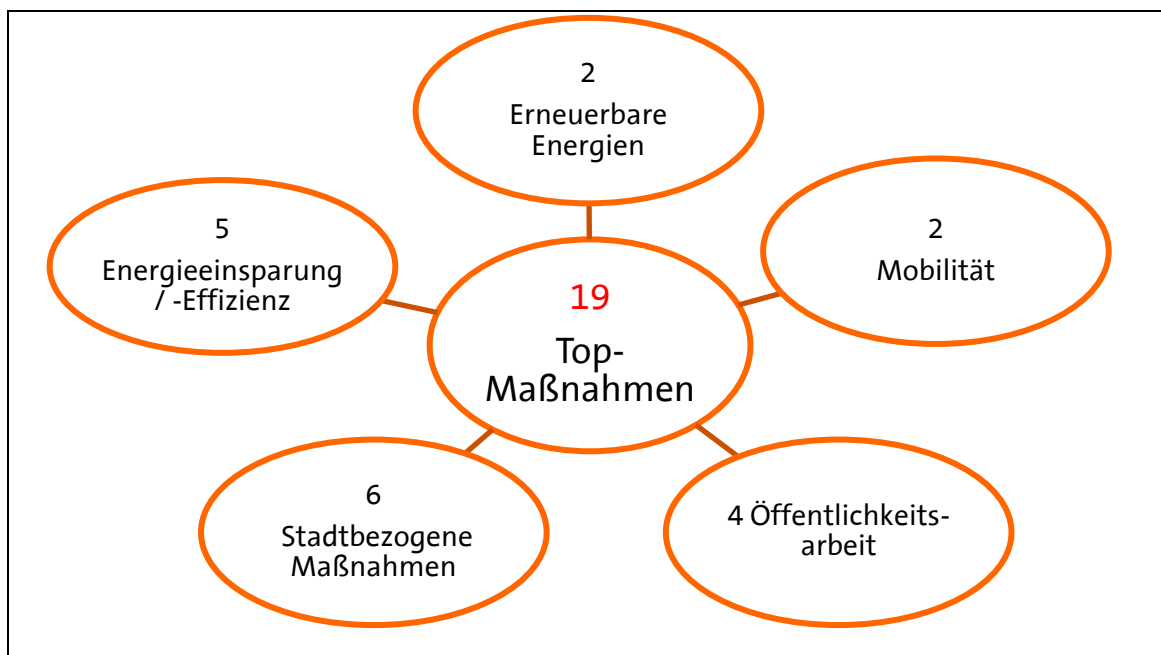 2
Erneuerbare
Energien
5
Energieeinsparung
/ -Effizienz
2
Mobilität
19
Top-
Maßnahmen
6
Stadtbezogene
Maßnahmen
4 Öffentlichkeits-
arbeit